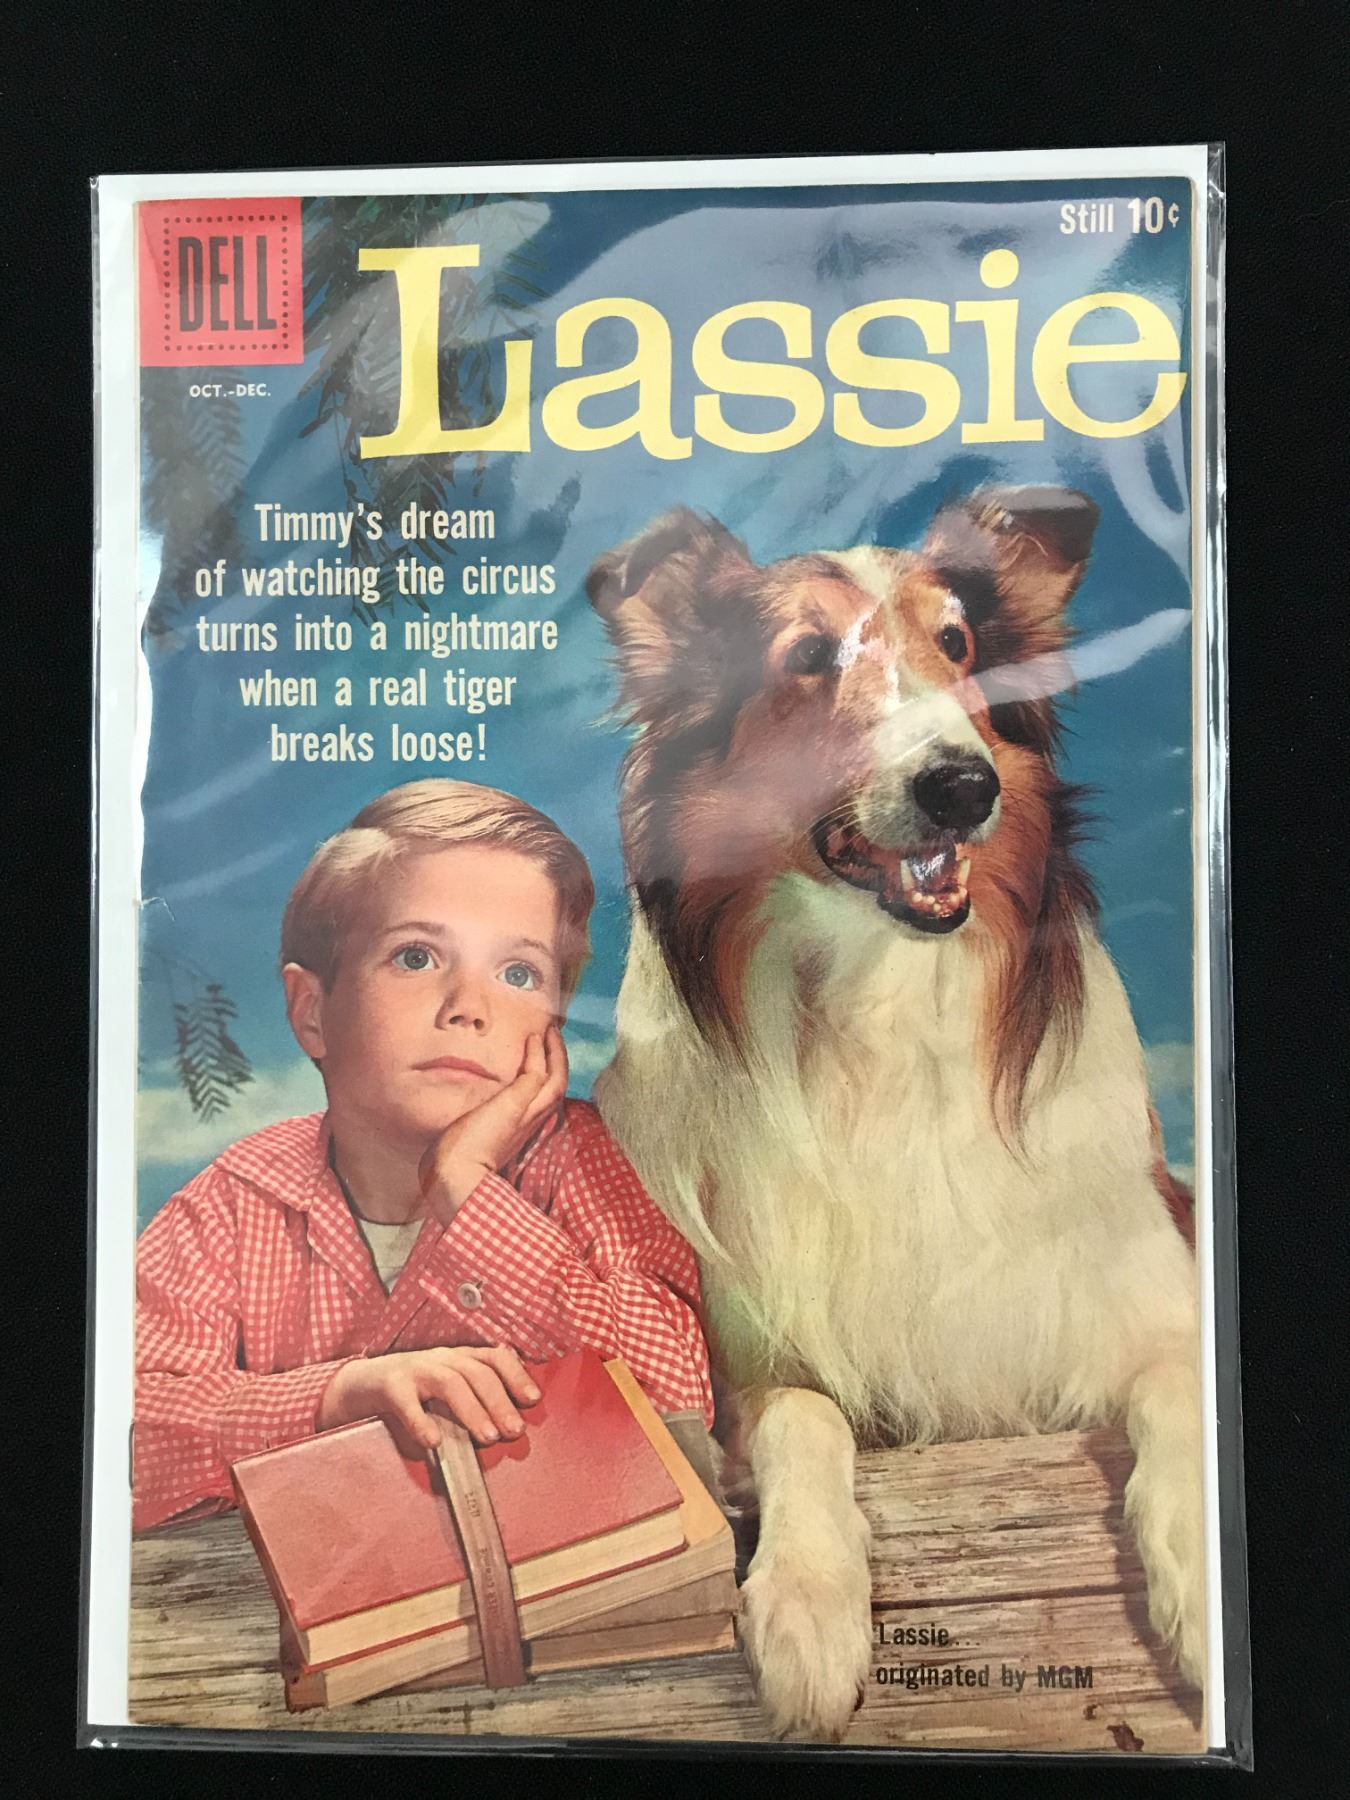 DELL
OCT.-DEC.
Still 10¢
Lassie
Timmy's dream
of watching the circus
turns into a nightmare
when a real tiger
breaks loose!
Lassie...
originated by MGM